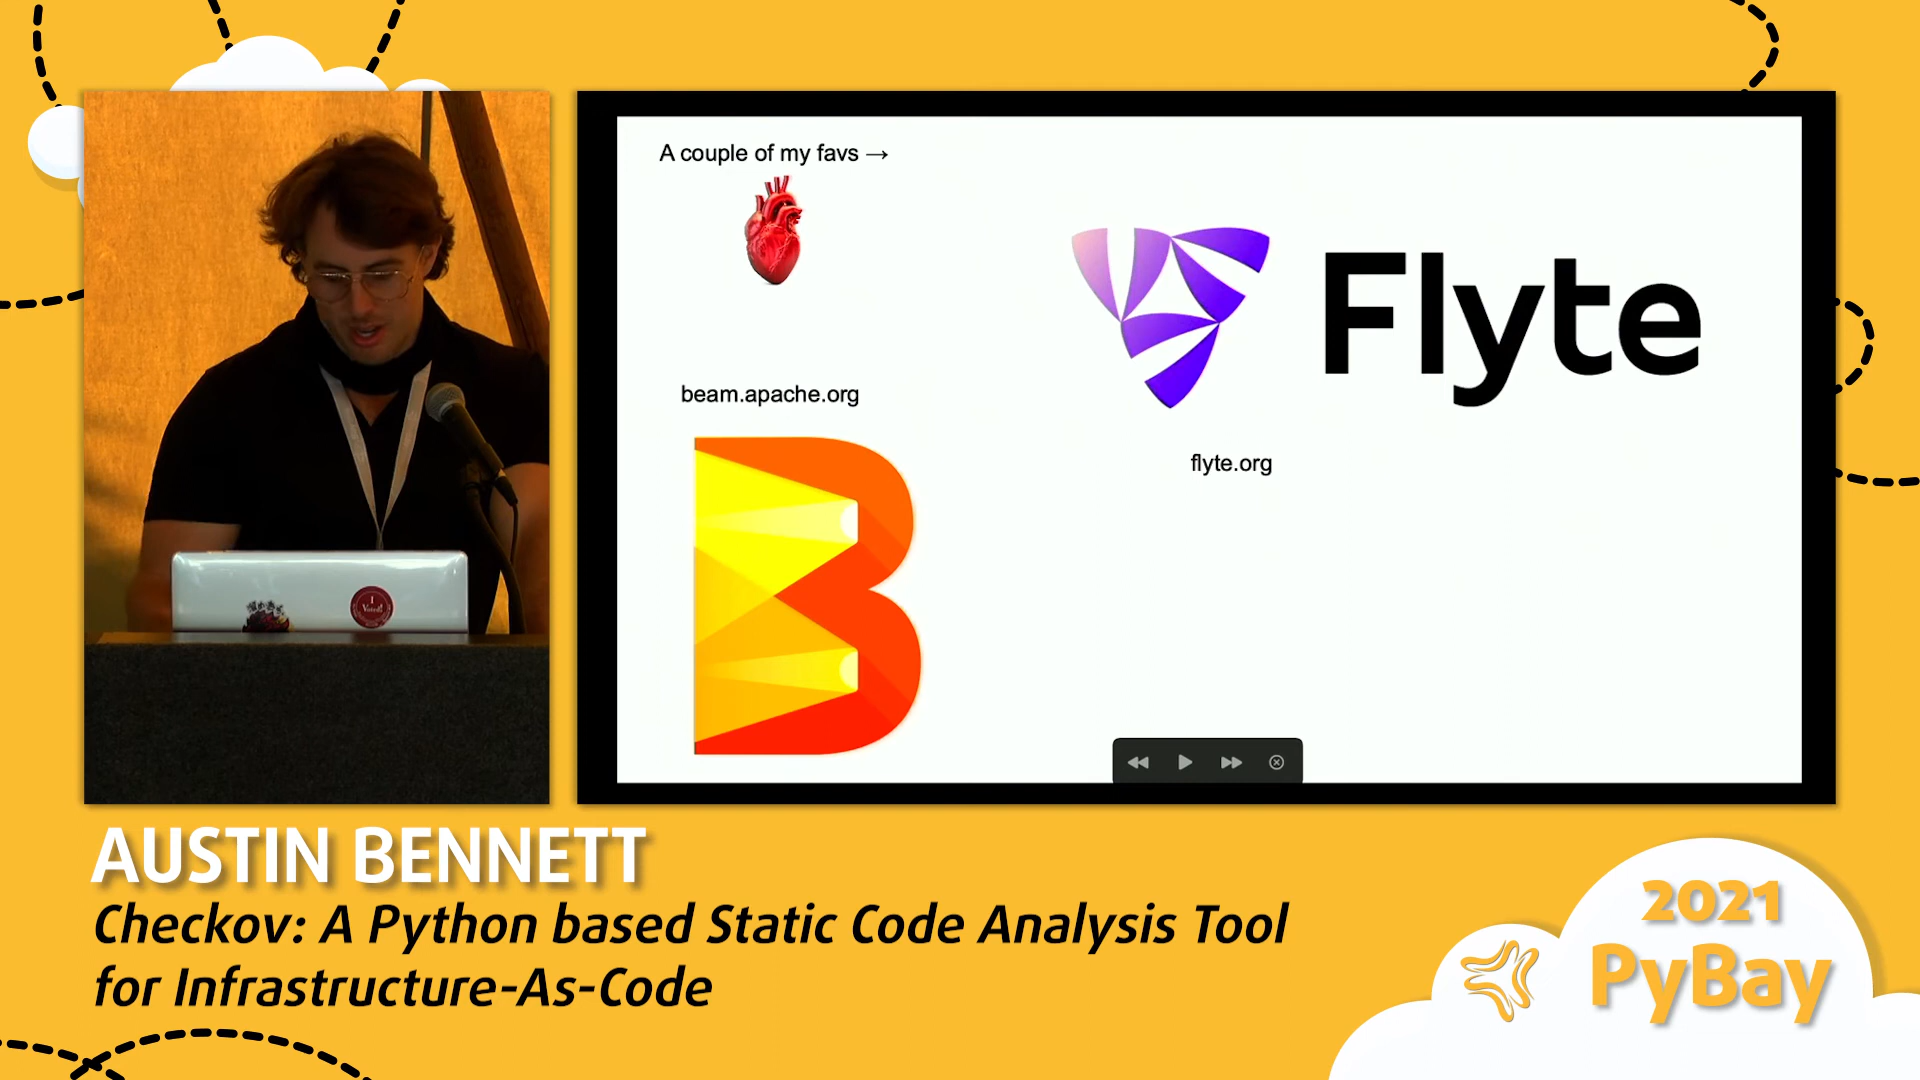 A couple of my favs →
Flyte
beam.apache.org
flyte.org
B
I
Voted!
AUSTIN BENNETT
Checkov: A Python based Static Code Analysis Tool
for Infrastructure-As-Code
2021
PyBay